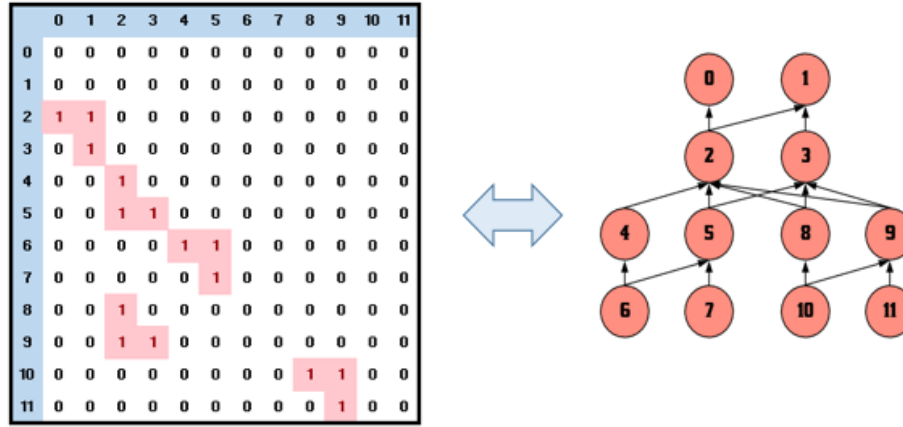 0 1 2 3 4 5 6 7 8 9 10 11
0 0 0 0 0 0 0 0 0 0 0 0 0
1 0 0 0 0 0 0 0 0 0 0 0 0
2 1 1 0 0 0 0 0 0 0 0 0 0
3 0 1 0 0 0 0 0 0 0 0 0 0
4 0 0 1 0 0 0 0 0 0 0 0 0
5 0 0 1 1 0 0 0 0 0 0 0 0
6 0 0 0 0 1 1 0 0 0 0 0 0
7 0 0 0 0 0 1 0 0 0 0 0 0
8 0 0 1 0 0 0 0 0 0 0 0 0
9 0 0 1 1 0 0 0 0 0 0 0 0
10 0 0 0 0 0 0 0 0 1 1 0 0
11 0 0 0 0 0 0 0 0 0 1 0 0
0 1
2 3
4 5 8 9
6 7 10 11